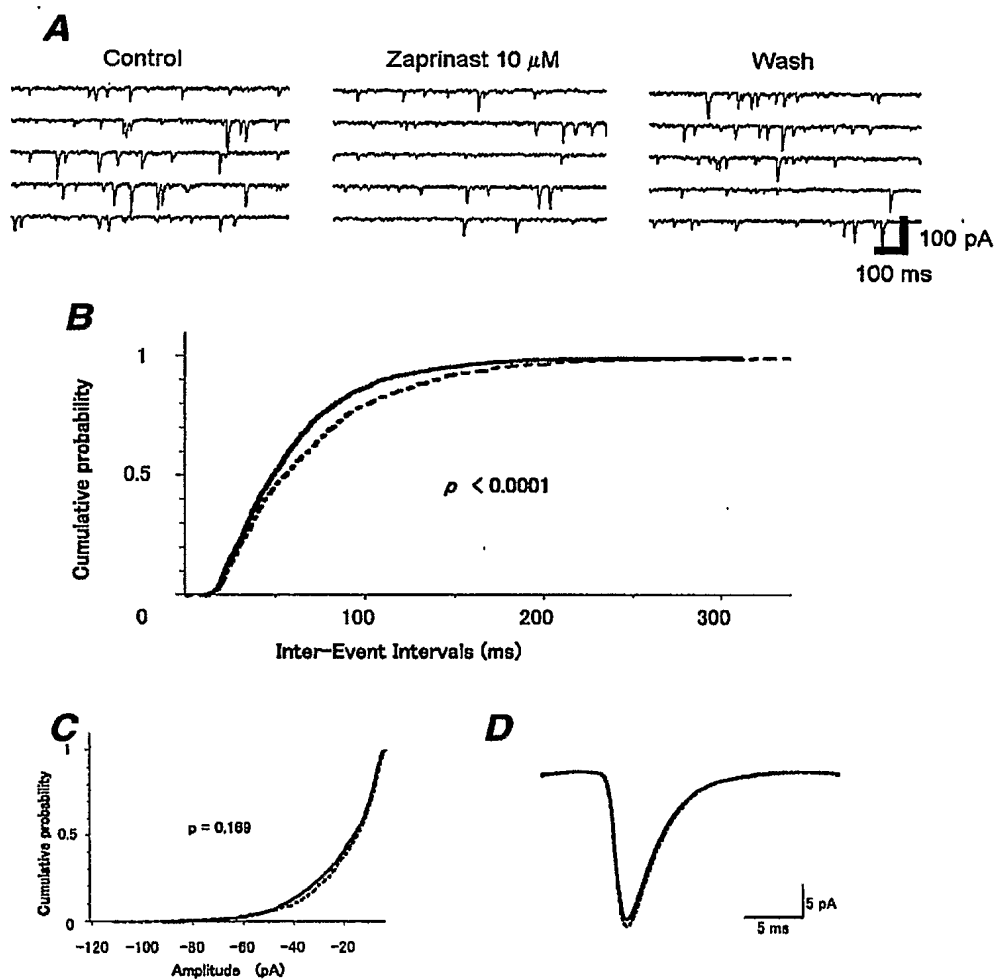 A
Control
Zaprinast 10 μM
Wash
100 pA
100 ms
B
Cumulative probability
1
0.5
0
100
200
300
p < 0.0001
Inter-Event Intervals (ms)
C
Cumulative probability
1
0.5
0
p = 0.169
-120 -100 -80 -60 -40 -20
Amplitude (pA)
D
5 pA
5 ms